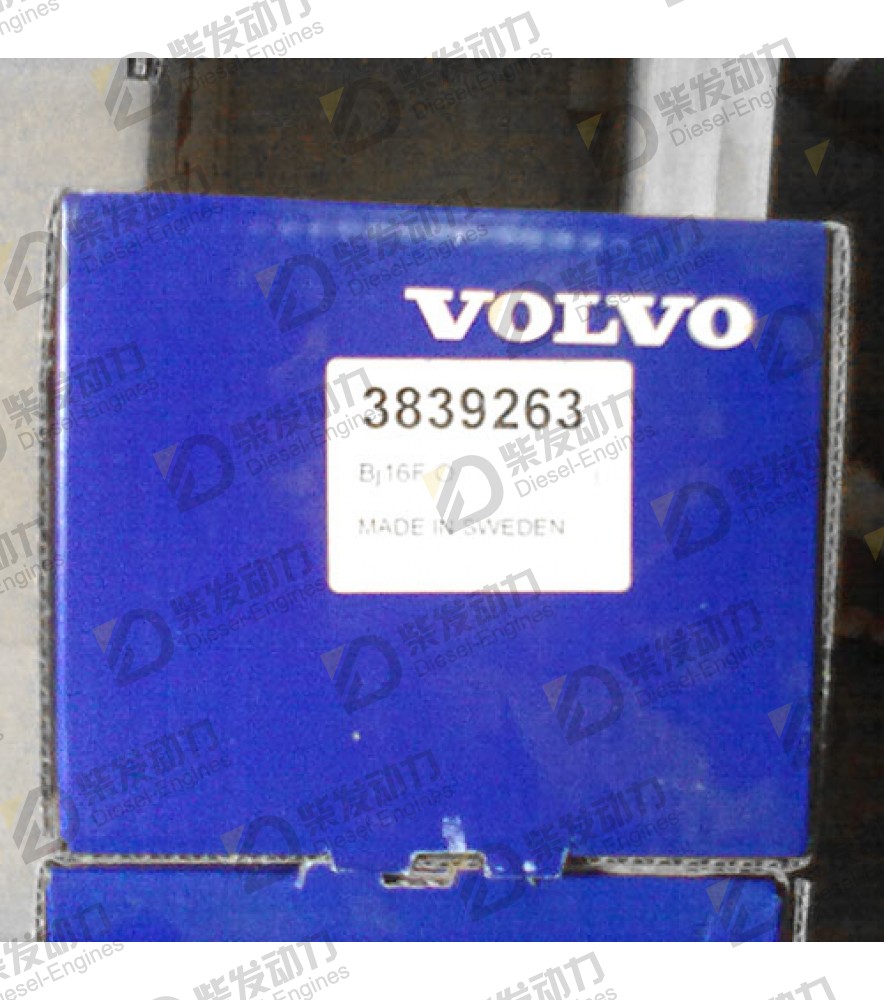 VOLVO
3839263
MADE IN SWEDEN
柴发动力
Diesel-Engines